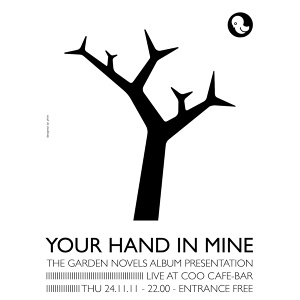 YOUR HAND IN MINE
THE GARDEN NOVELS ALBUM PRESENTATION
LIVE AT COO CAFE-BAR
THU 24.11.11 - 22.00 - ENTRANCE FREE